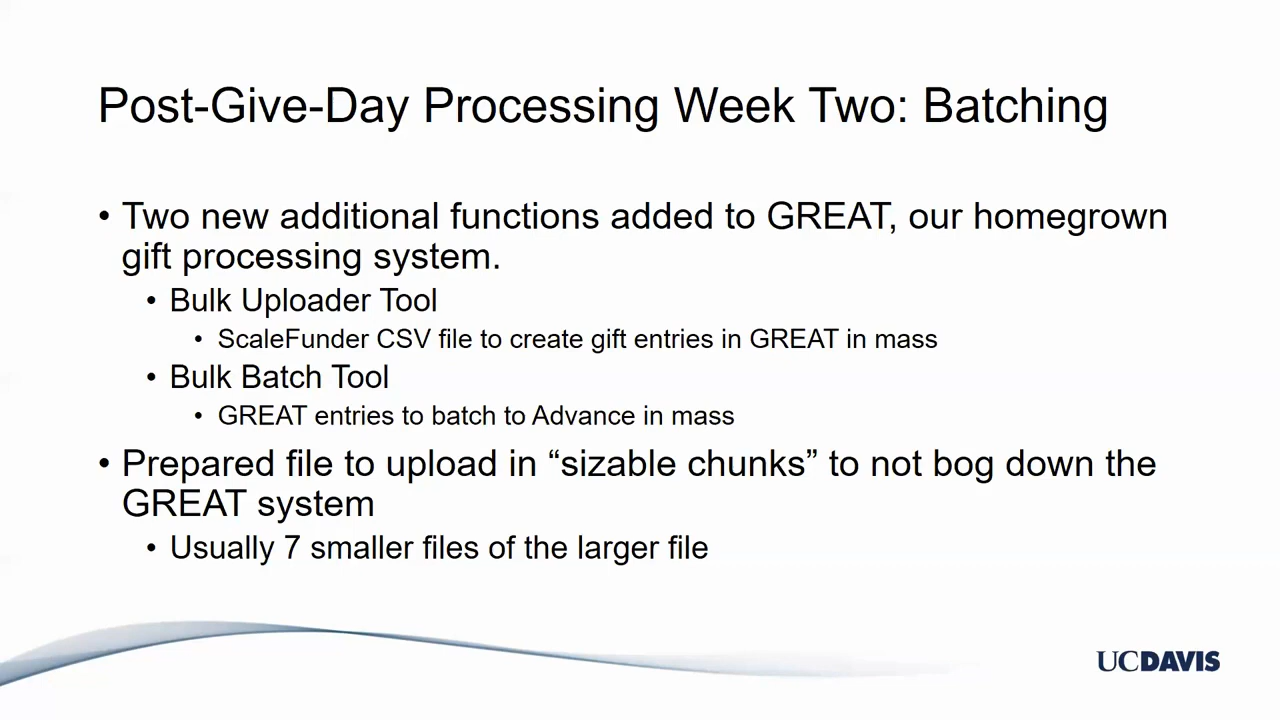 Post-Give-Day Processing Week Two: Batching
• Two new additional functions added to GREAT, our homegrown
gift processing system.
• Bulk Uploader Tool
• ScaleFunder CSV file to create gift entries in GREAT in mass
• Bulk Batch Tool
• GREAT entries to batch to Advance in mass
• Prepared file to upload in “sizable chunks” to not bog down the
GREAT system
• Usually 7 smaller files of the larger file
UCDAVIS